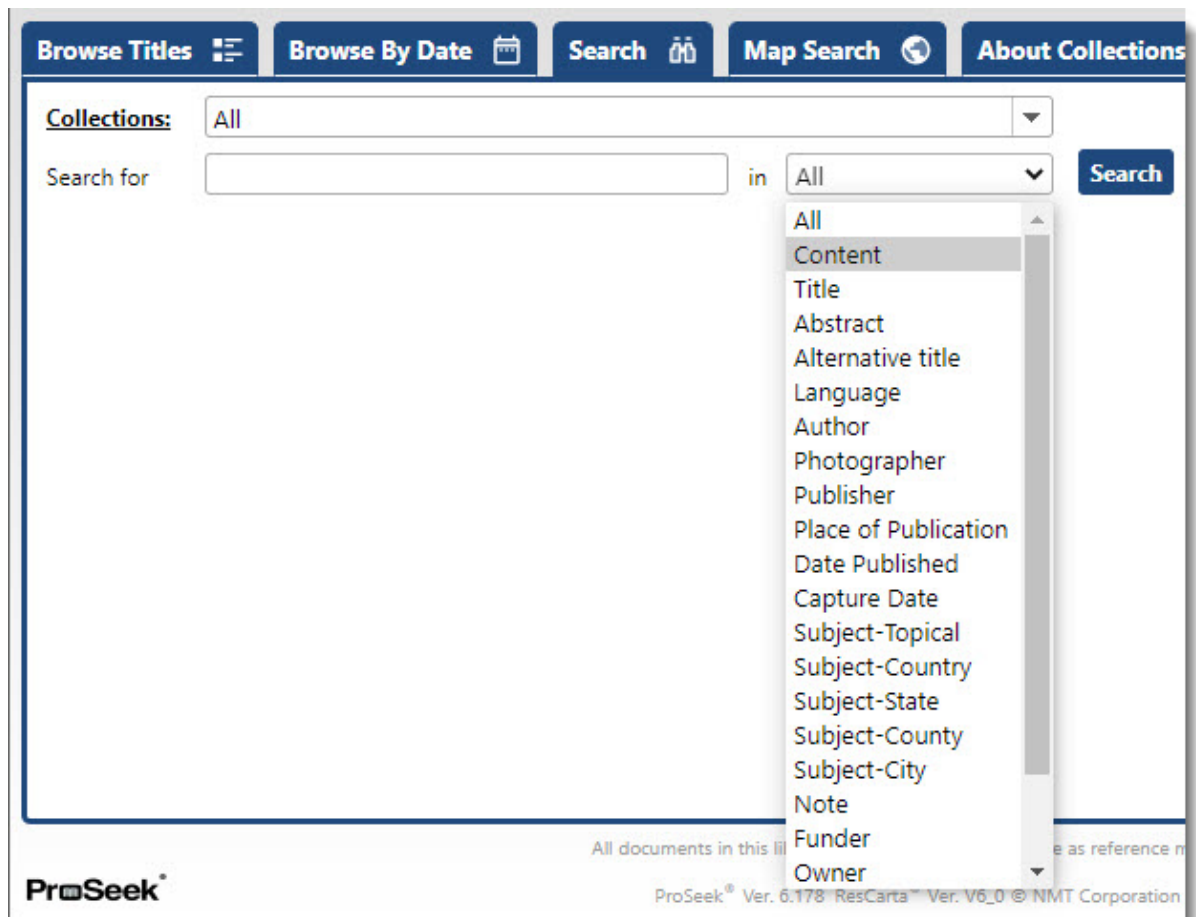 Browse Titles Browse By Date Search Map Search About Collections
Collections: All
Search for in All Search
All
Content
Title
Abstract
Alternative title
Language
Author
Photographer
Publisher
Place of Publication
Date Published
Capture Date
Subject-Topical
Subject-Country
Subject-State
Subject-County
Subject-City
Note
Funder
Owner
All documents in this e as reference
ProSeek
ProSeek® Ver. 6.178 ResCarta™ Ver. V6_0 © NMT Corporation